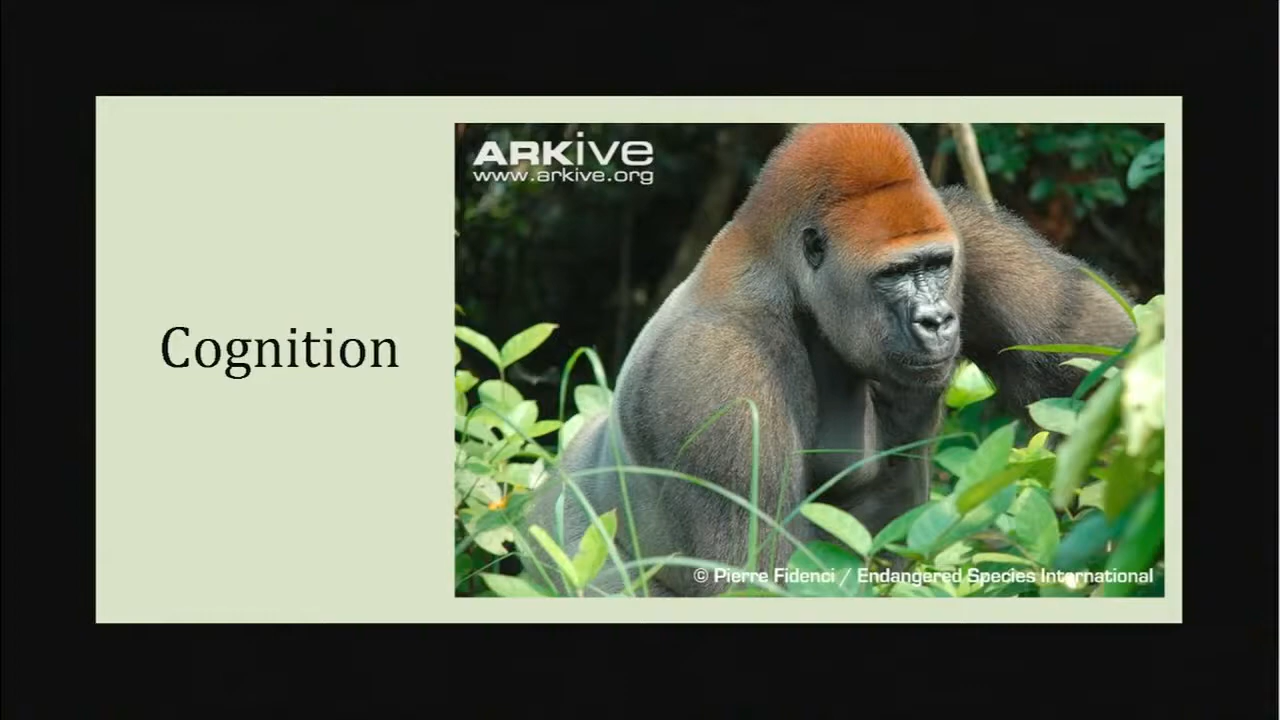 Cognition
ARKive
www.arkive.org
© Pierre Fidenci / Endangered Species International